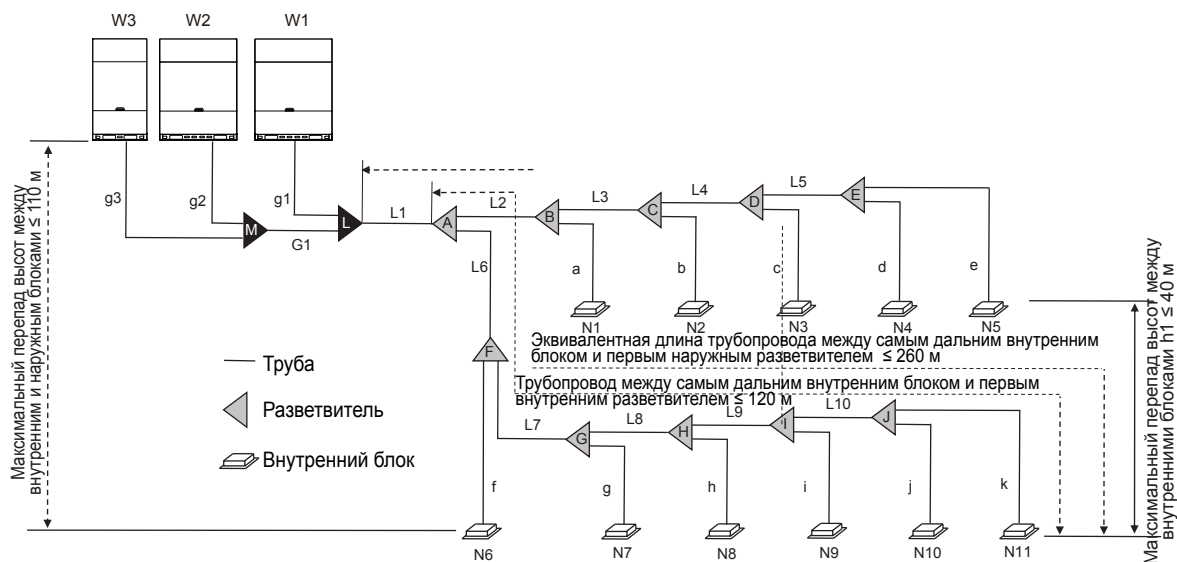 W3
W2
W1
Максимальный перепад высот между
внутренним и наружным блоками ≤ 110 м
g3
g2
g1
M
G1
L
L1
A
L2
B
L3
C
L4
D
L5
E
L6
a
b
c
d
e
N1
N2
N3
N4
N5
Эквивалентная длина трубопровода между самым дальним внутренним
блоком и первым наружным разветвителем ≤ 260 м
Трубопровод между самым дальним внутренним блоком и первым
внутренним разветвителем ≤ 120 м
Труба
Разветвитель
Внутренний блок
F
L7
G
L8
H
L9
I
L10
J
f
g
h
i
j
k
N6
N7
N8
N9
N10
N11
Максимальный перепад высот между
внутренними блоками h1 ≤ 40 м